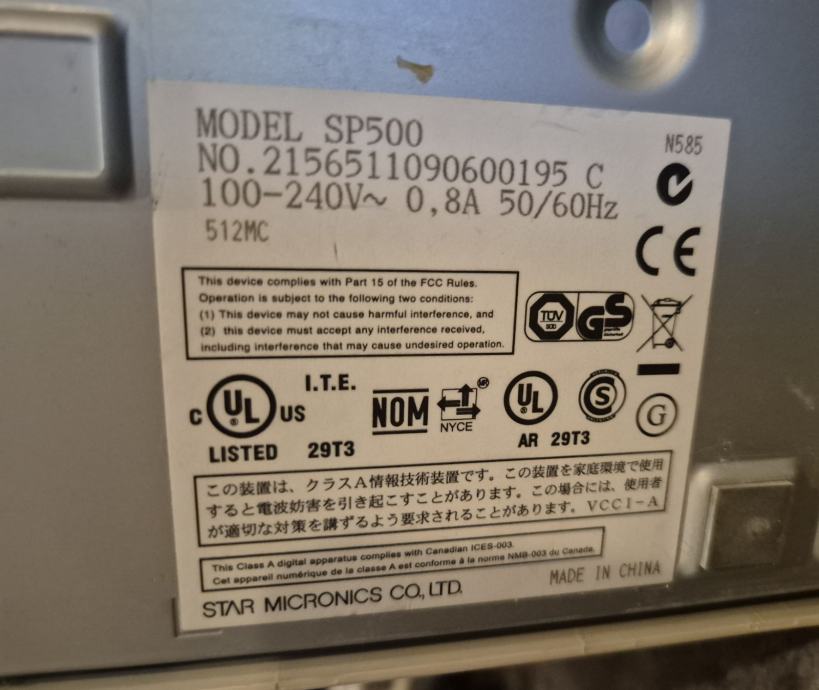 MODEL SP500
N585
NO.2156511090600195 C
100-240V~ 0,8A 50/60Hz
512MC
CE
This device complies with Part 15 of the FCC Rules.
Operation is subject to the following two conditions:
(1) This device may not cause harmful interference, and
(2) this device must accept any interference received,
including interference that may cause undesired operation.
TÜV
GS
I.T.E.
C UL US
LISTED 29T3
NOM
NYCE
UL
AR 29T3
S
G
この装置は、クラスA情報技術装置です。この装置を家庭環境で使用
すると電波妨害を引き起こすことがあります。この場合には、使用者
が適切な対策を講ずるよう要求されることがあります。VCCI-A
This Class A digital apparatus complies with Canadian ICES-003.
Cet appareil numérique de la classe A est conforme à la norme NMB-003 du Canada.
MADE IN CHINA
STAR MICRONICS CO., LTD.